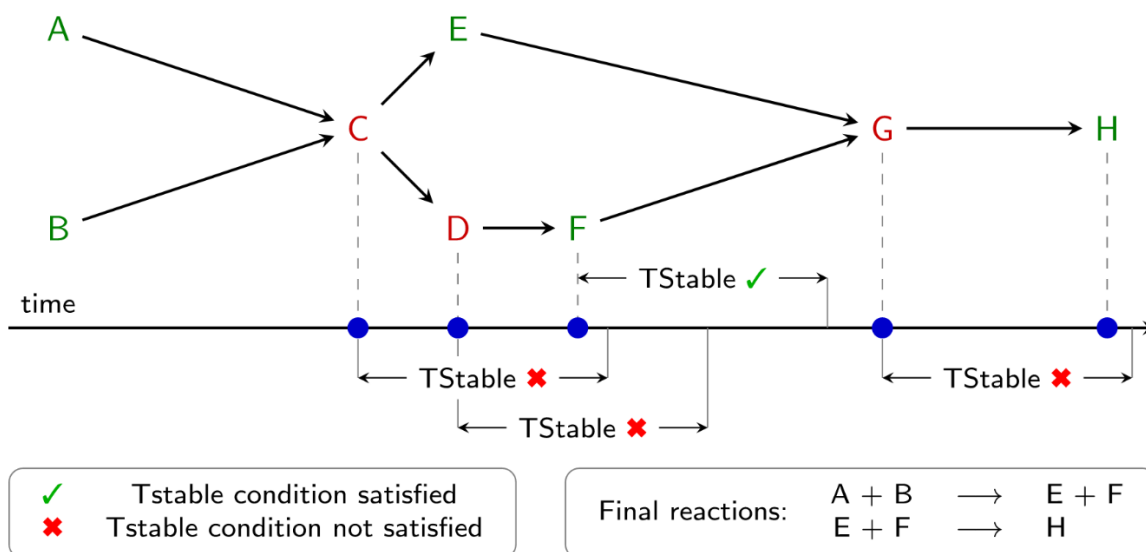 A
E
C
G
H
B
D
F
TStable ✓
time
TStable ✖
TStable ✖
TStable ✖
✓ Tstable condition satisfied
✖ Tstable condition not satisfied
Final reactions:
A + B ⟶ E + F
E + F ⟶ H